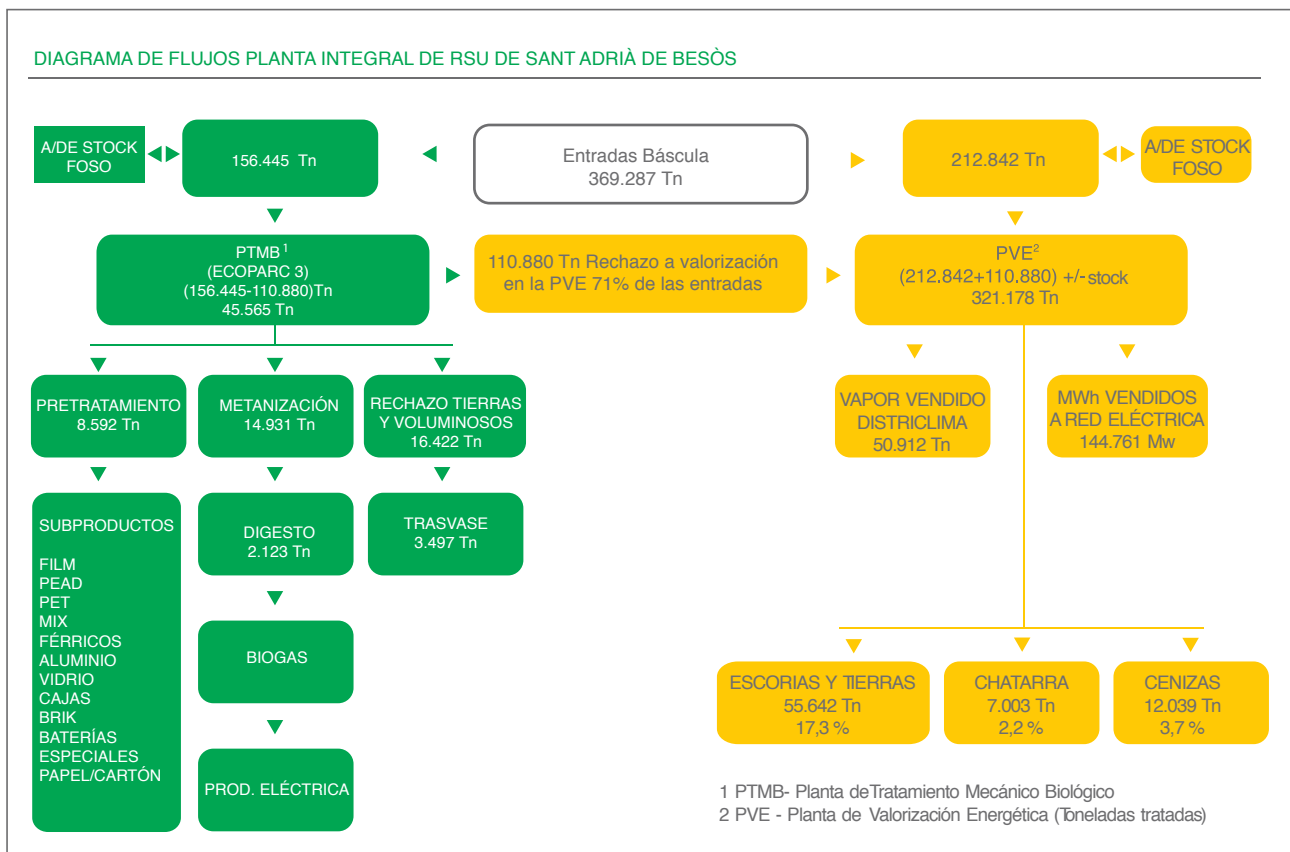 DIAGRAMA DE FLUJOS PLANTA INTEGRAL DE RSU DE SANT ADRIÀ DE BESÒS
A/DE STOCK
FOSO
156.445 Tn
Entradas Báscula
369.287 Tn
212.842 Tn
A/DE STOCK
FOSO
PTMB1
(ECOPARC 3)
(156.445-110.880)Tn
45.565 Tn
110.880 Tn Rechazo a valorización
en la PVE 71% de las entradas
PVE2
(212.842+110.880) +/- stock
321.178 Tn
PRETRATAMIENTO
8.592 Tn
METANIZACIÓN
14.931 Tn
RECHAZO TIERRAS
Y VOLUMINOSOS
16.422 Tn
VAPOR VENDIDO
DISTRICLIMA
50.912 Tn
MWh VENDIDOS
A RED ELÉCTRICA
144.761 Mw
SUBPRODUCTOS
FILM
PEAD
PET
MIX
FÉRRICOS
ALUMINIO
VIDRIO
CAJAS
BRIK
BATERÍAS
ESPECIALES
PAPEL/CARTÓN
DIGESTO
2.123 Tn
TRASVASE
3.497 Tn
BIOGAS
PROD. ELÉCTRICA
ESCORIAS Y TIERRAS
55.642 Tn
17,3 %
CHATARRA
7.003 Tn
2,2 %
CENIZAS
12.039 Tn
3,7 %
1 PTMB- Planta de Tratamiento Mecánico Biológico
2 PVE - Planta de Valorización Energética (Toneladas tratadas)